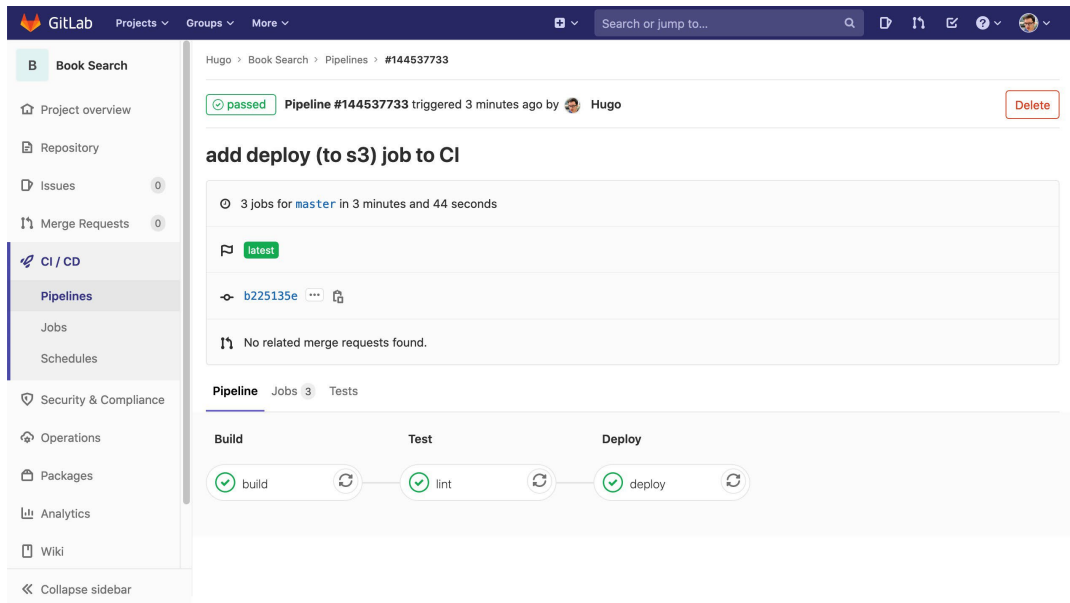 GitLab Projects Groups More Search or jump to...
B Book Search
Project overview
Repository
Issues 0
Merge Requests 0
CI / CD
Pipelines
Jobs
Schedules
Security & Compliance
Operations
Packages
Analytics
Wiki
Collapse sidebar
Hugo > Book Search > Pipelines > #144537733
passed Pipeline #144537733 triggered 3 minutes ago by Hugo Delete
add deploy (to s3) job to CI
3 jobs for master in 3 minutes and 44 seconds
latest
b225135e ...
No related merge requests found.
Pipeline Jobs 3 Tests
Build Test Deploy
build lint deploy